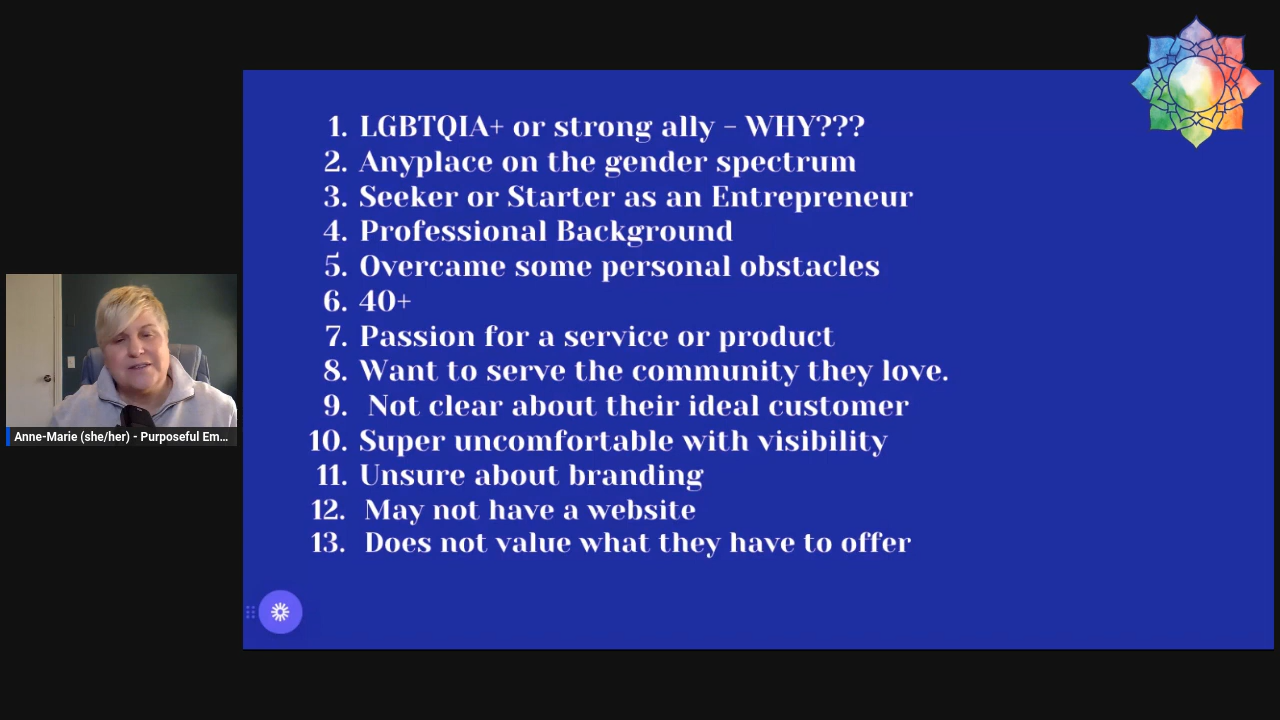 1. LGBTQIA+ or strong ally - WHY???
2. Anyplace on the gender spectrum
3. Seeker or Starter as an Entrepreneur
4. Professional Background
5. Overcame some personal obstacles
6. 40+
7. Passion for a service or product
8. Want to serve the community they love.
9. Not clear about their ideal customer
10. Super uncomfortable with visibility
11. Unsure about branding
12. May not have a website
13. Does not value what they have to offer
Anne-Marie (she/her) - Purposeful Em...